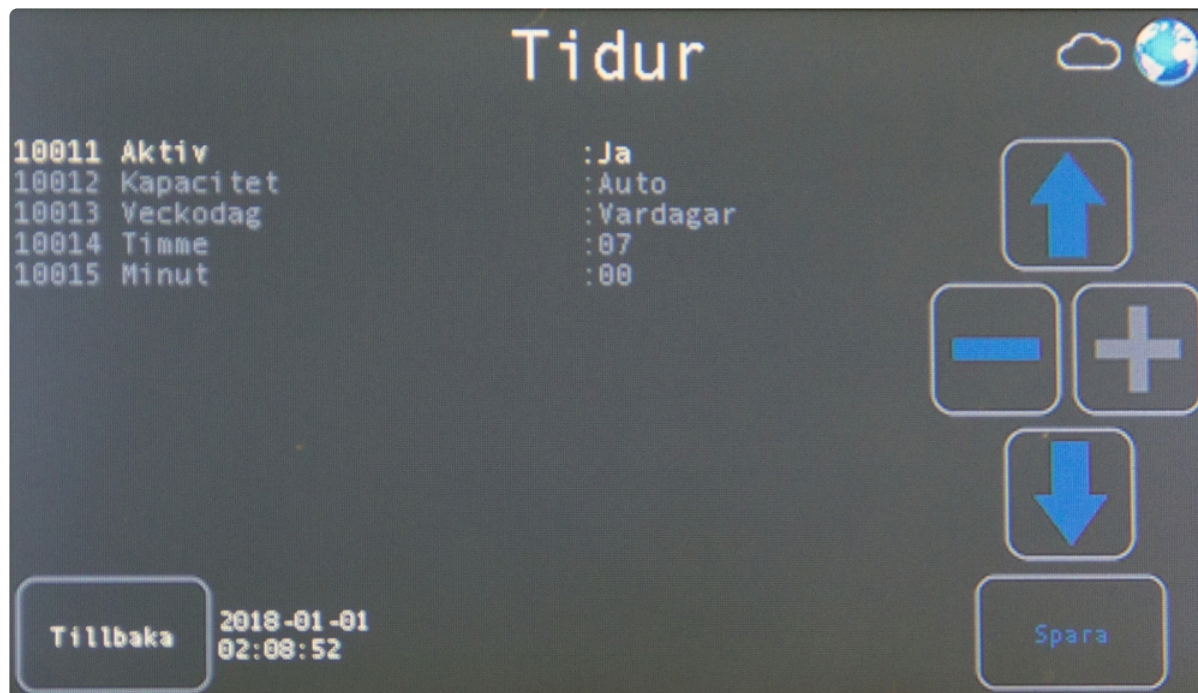 Tidur
10011 Aktiv :Ja
10012 Kapacitet :Auto
10013 Veckodag :Vardagar
10014 Timme :07
10015 Minut :00
Tillbaka
2018-01-01
02:08:52
Spara